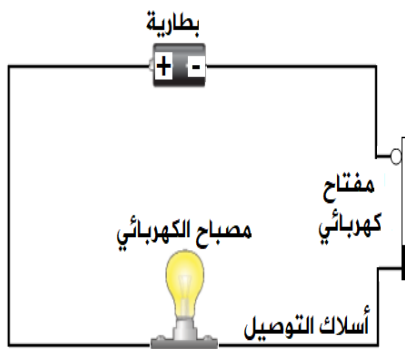 بطارية
+ -
مفتاح
كهربائي
مصباح الكهربائي
أسلاك التوصيل